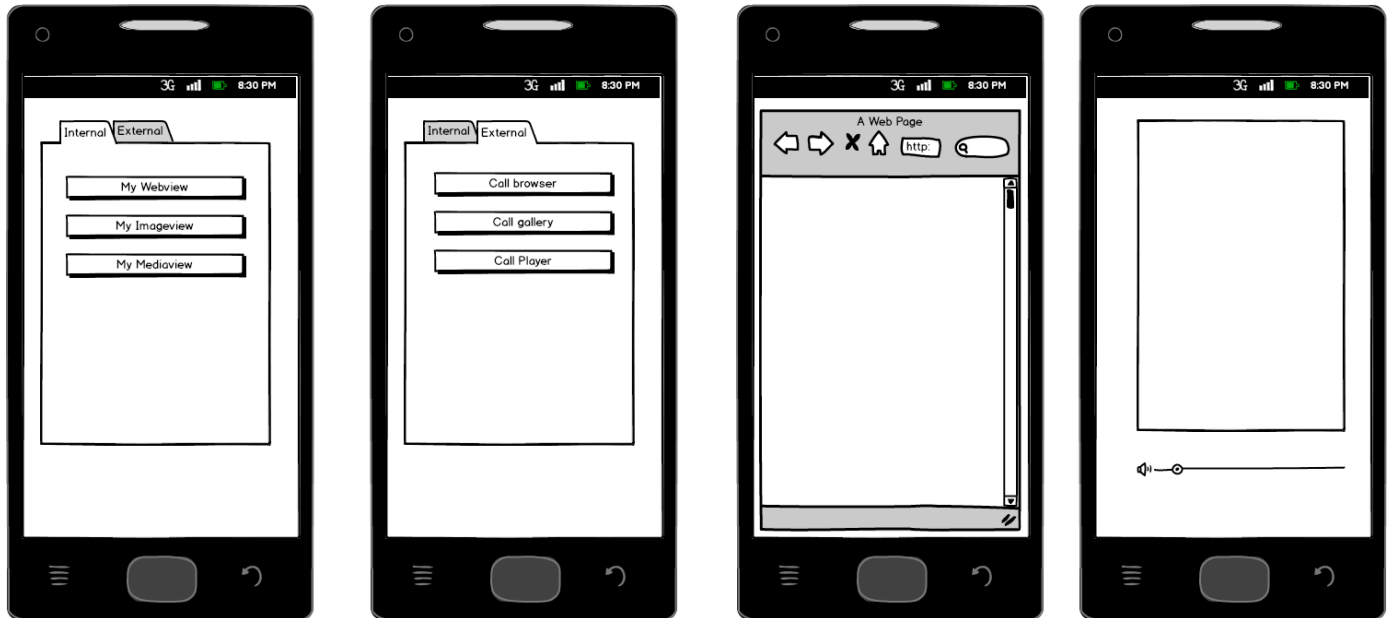 3G 8:30 PM
Internal External
My Webview
My Imageview
My Mediaview
3G 8:30 PM
Internal External
Call browser
Call gallery
Call Player
3G 8:30 PM
A Web Page
http:
3G 8:30 PM